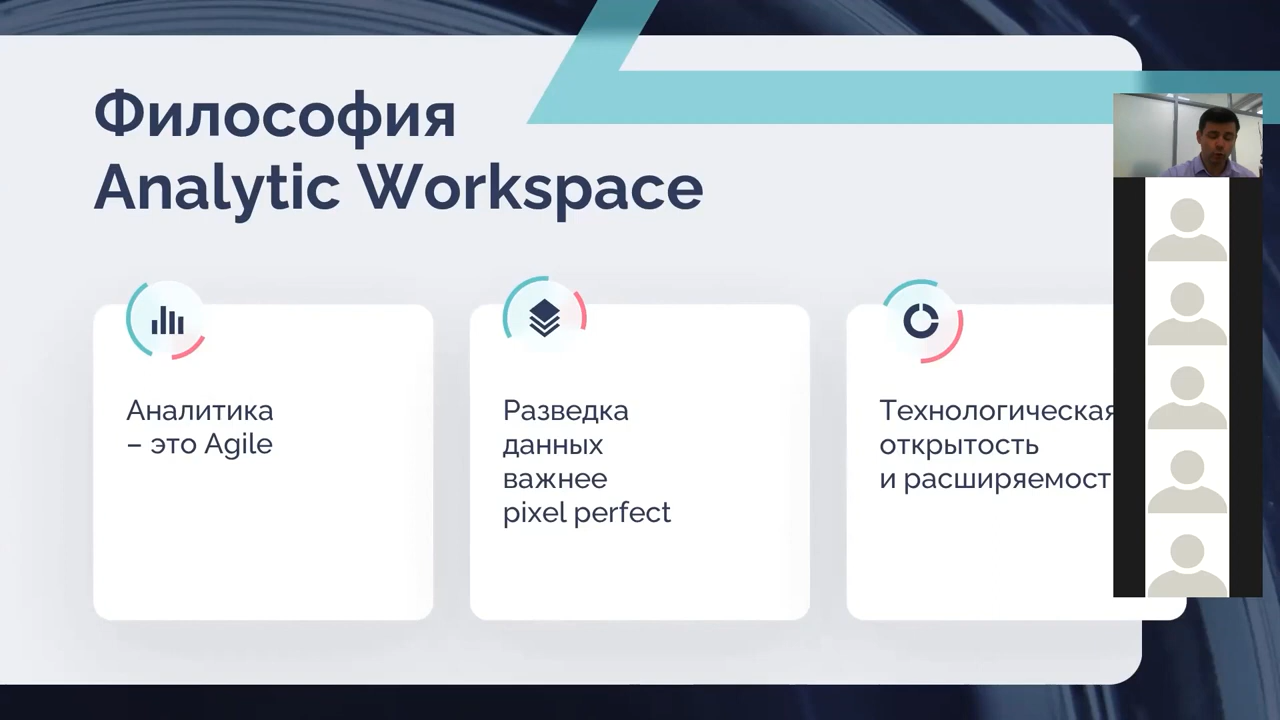 Философия
Analytic Workspace
Аналитика
– это Agile
Разведка
данных
важнее
pixel perfect
Технологическая
открытость
и расширяемост